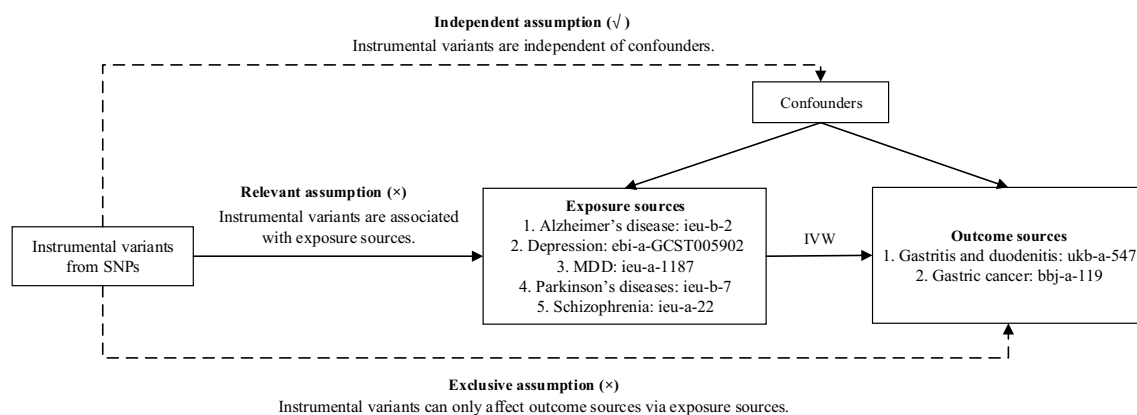 Independent assumption (√ )
Instrumental variants are independent of confounders.
Confounders
Relevant assumption (×)
Instrumental variants are associated
with exposure sources.
Instrumental variants
from SNPs
Exposure sources
1. Alzheimer’s disease: ieu-b-2
2. Depression: ebi-a-GCST005902
3. MDD: ieu-a-1187
4. Parkinson’s diseases: ieu-b-7
5. Schizophrenia: ieu-a-22
IVW
Outcome sources
1. Gastritis and duodenitis: ukb-a-547
2. Gastric cancer: bbj-a-119
Exclusive assumption (×)
Instrumental variants can only affect outcome sources via exposure sources.